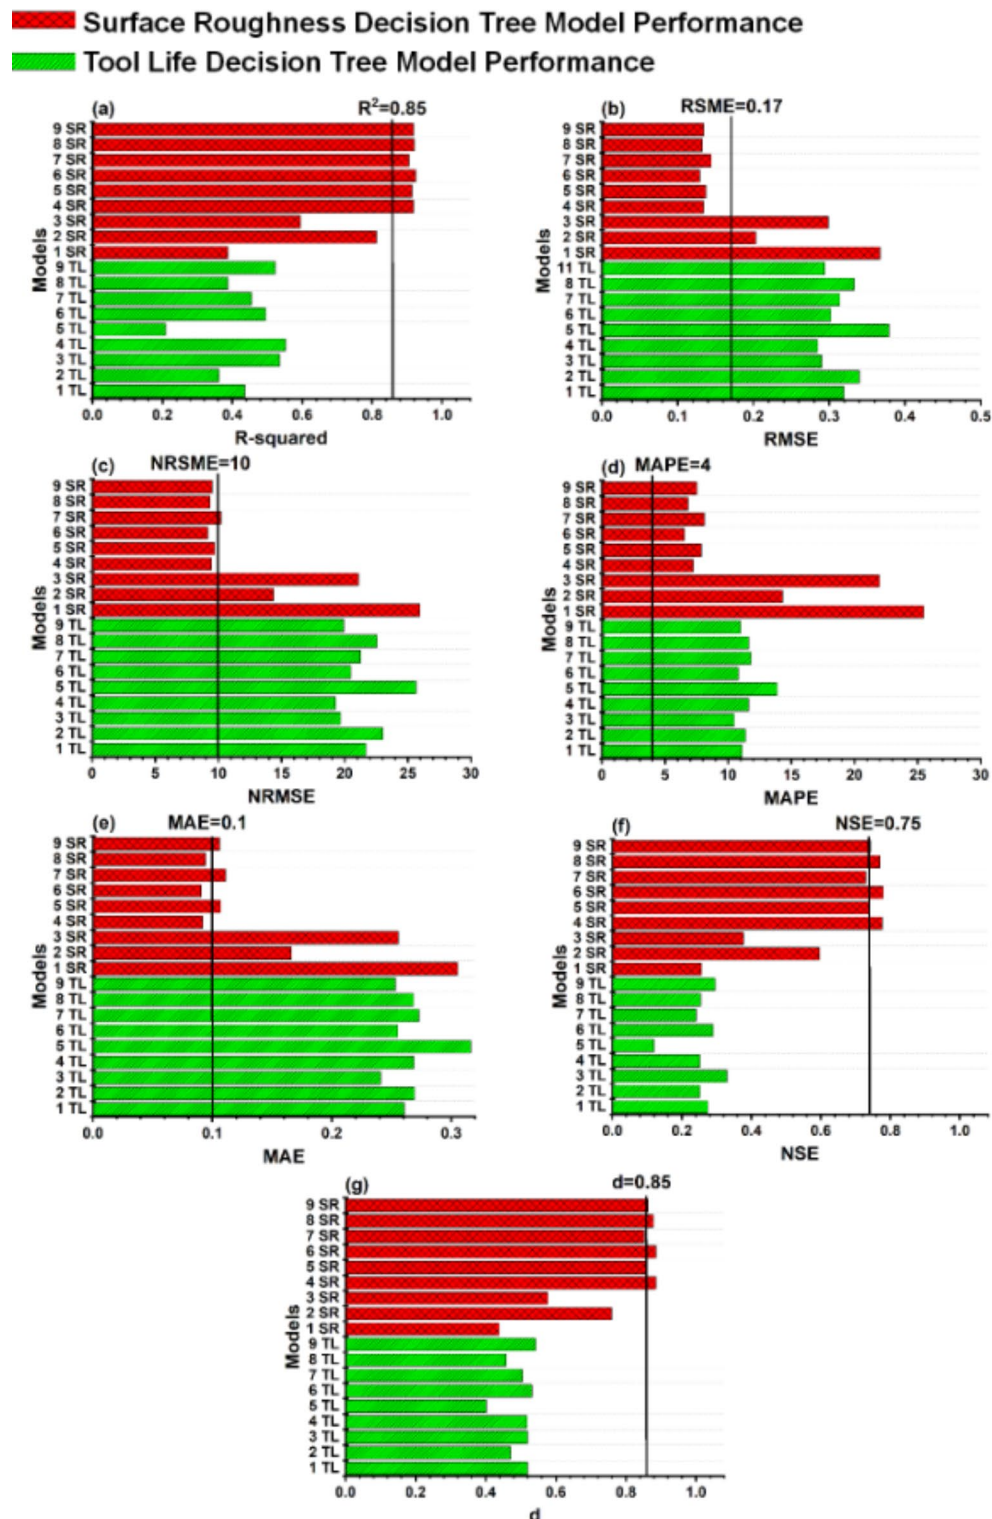 Surface Roughness Decision Tree Model Performance
Tool Life Decision Tree Model Performance
(a)
R²=0.85
Models
9 SR
8 SR
7 SR
6 SR
5 SR
4 SR
3 SR
2 SR
1 SR
9 TL
8 TL
7 TL
6 TL
5 TL
4 TL
3 TL
2 TL
1 TL
0.0 0.2 0.4 0.6 0.8 1.0
R-squared
(b)
RSME=0.17
Models
9 SR
8 SR
7 SR
6 SR
5 SR
4 SR
3 SR
2 SR
1 SR
11 TL
8 TL
7 TL
6 TL
5 TL
4 TL
3 TL
2 TL
1 TL
0.0 0.1 0.2 0.3 0.4 0.5
RMSE
(c)
NRSME=10
Models
9 SR
8 SR
7 SR
6 SR
5 SR
4 SR
3 SR
2 SR
1 SR
9 TL
8 TL
7 TL
6 TL
5 TL
4 TL
3 TL
2 TL
1 TL
0 5 10 15 20 25 30
NRMSE
(d) MAPE=4
Models
9 SR
8 SR
7 SR
6 SR
5 SR
4 SR
3 SR
2 SR
1 SR
9 TL
8 TL
7 TL
6 TL
5 TL
4 TL
3 TL
2 TL
1 TL
0 5 10 15 20 25 30
MAPE
(e)
MAE=0.1
Models
9 SR
8 SR
7 SR
6 SR
5 SR
4 SR
3 SR
2 SR
1 SR
9 TL
8 TL
7 TL
6 TL
5 TL
4 TL
3 TL
2 TL
1 TL
0.0 0.1 0.2 0.3
MAE
(f)
NSE=0.75
Models
9 SR
8 SR
7 SR
6 SR
5 SR
4 SR
3 SR
2 SR
1 SR
9 TL
8 TL
7 TL
6 TL
5 TL
4 TL
3 TL
2 TL
1 TL
0.0 0.2 0.4 0.6 0.8 1.0
NSE
(g)
d=0.85
Models
9 SR
8 SR
7 SR
6 SR
5 SR
4 SR
3 SR
2 SR
1 SR
9 TL
8 TL
7 TL
6 TL
5 TL
4 TL
3 TL
2 TL
1 TL
0.0 0.2 0.4 0.6 0.8 1.0
d